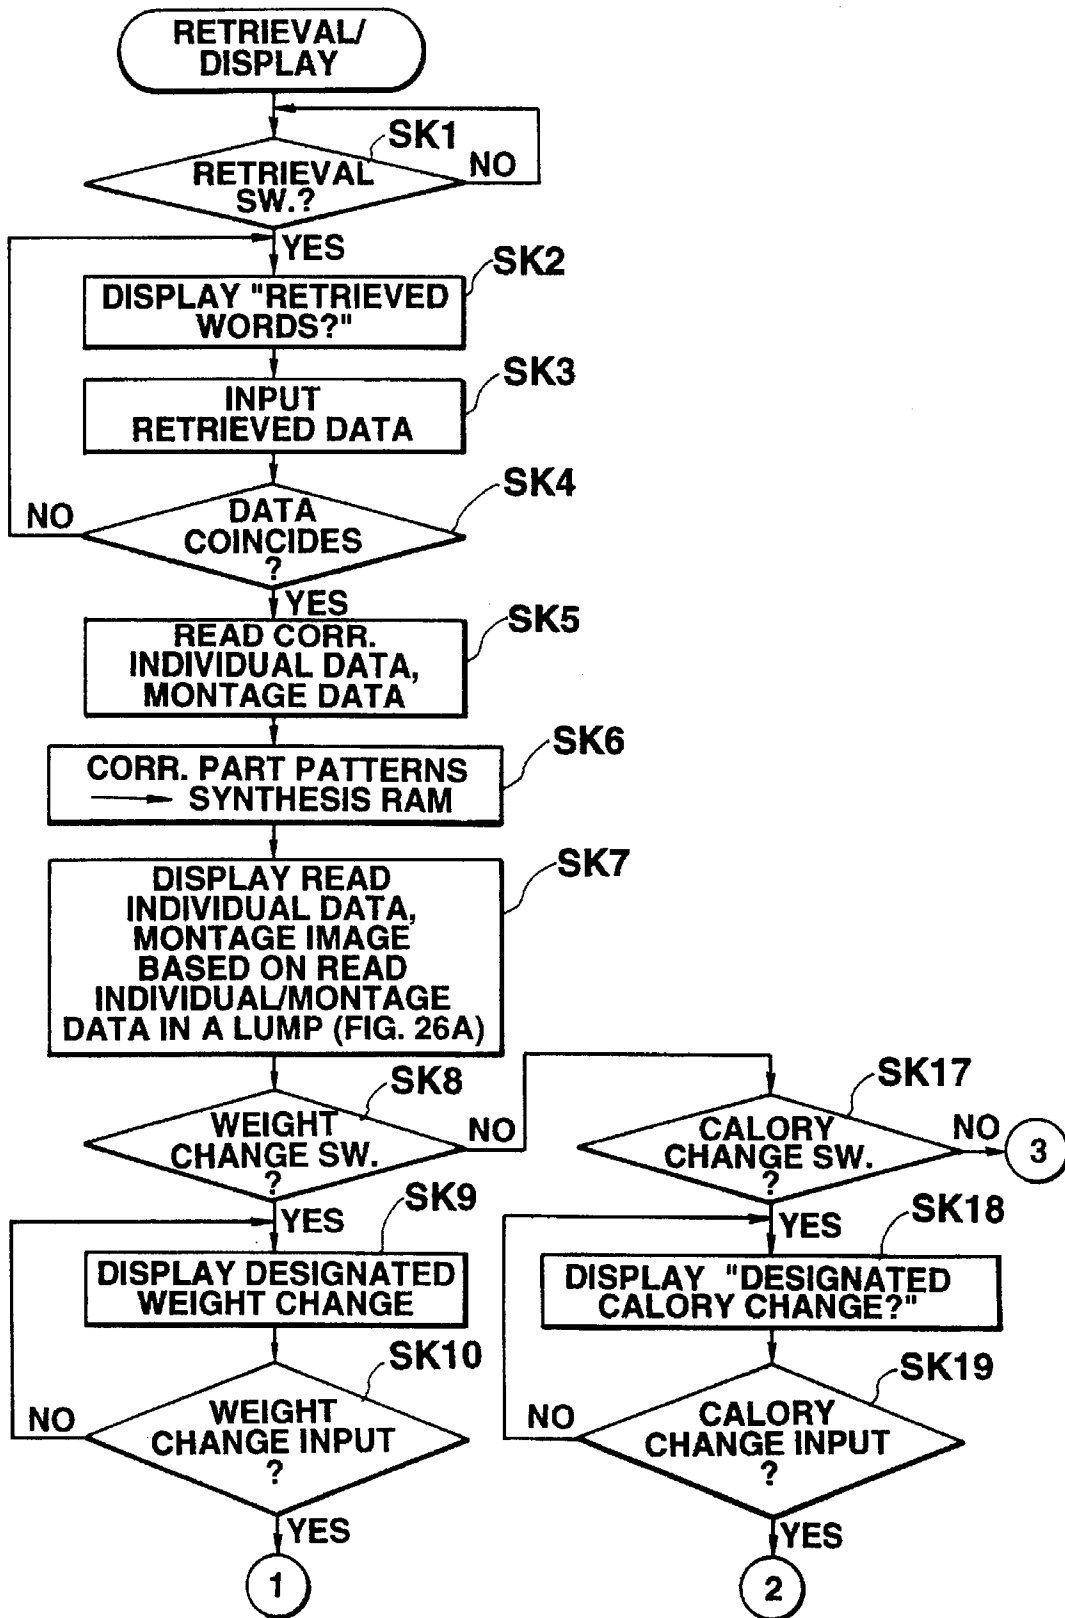 RETRIEVAL/
DISPLAY
SK1
RETRIEVAL
SW.?
NO
YES
SK2
DISPLAY "RETRIEVED
WORDS?"
SK3
INPUT
RETRIEVED DATA
SK4
DATA
COINCIDES
?
NO
YES
SK5
READ CORR.
INDIVIDUAL DATA,
MONTAGE DATA
SK6
CORR. PART PATTERNS
→ SYNTHESIS RAM
SK7
DISPLAY READ
INDIVIDUAL DATA,
MONTAGE IMAGE
BASED ON READ
INDIVIDUAL/MONTAGE
DATA IN A LUMP (FIG. 26A)
SK8
WEIGHT
CHANGE SW.
?
NO
YES
SK9
DISPLAY DESIGNATED
WEIGHT CHANGE
SK10
WEIGHT
CHANGE INPUT
?
NO
YES
1
SK17
CALORY
CHANGE SW.
?
NO
3
YES
SK18
DISPLAY "DESIGNATED
CALORY CHANGE?"
SK19
CALORY
CHANGE INPUT
?
NO
YES
2